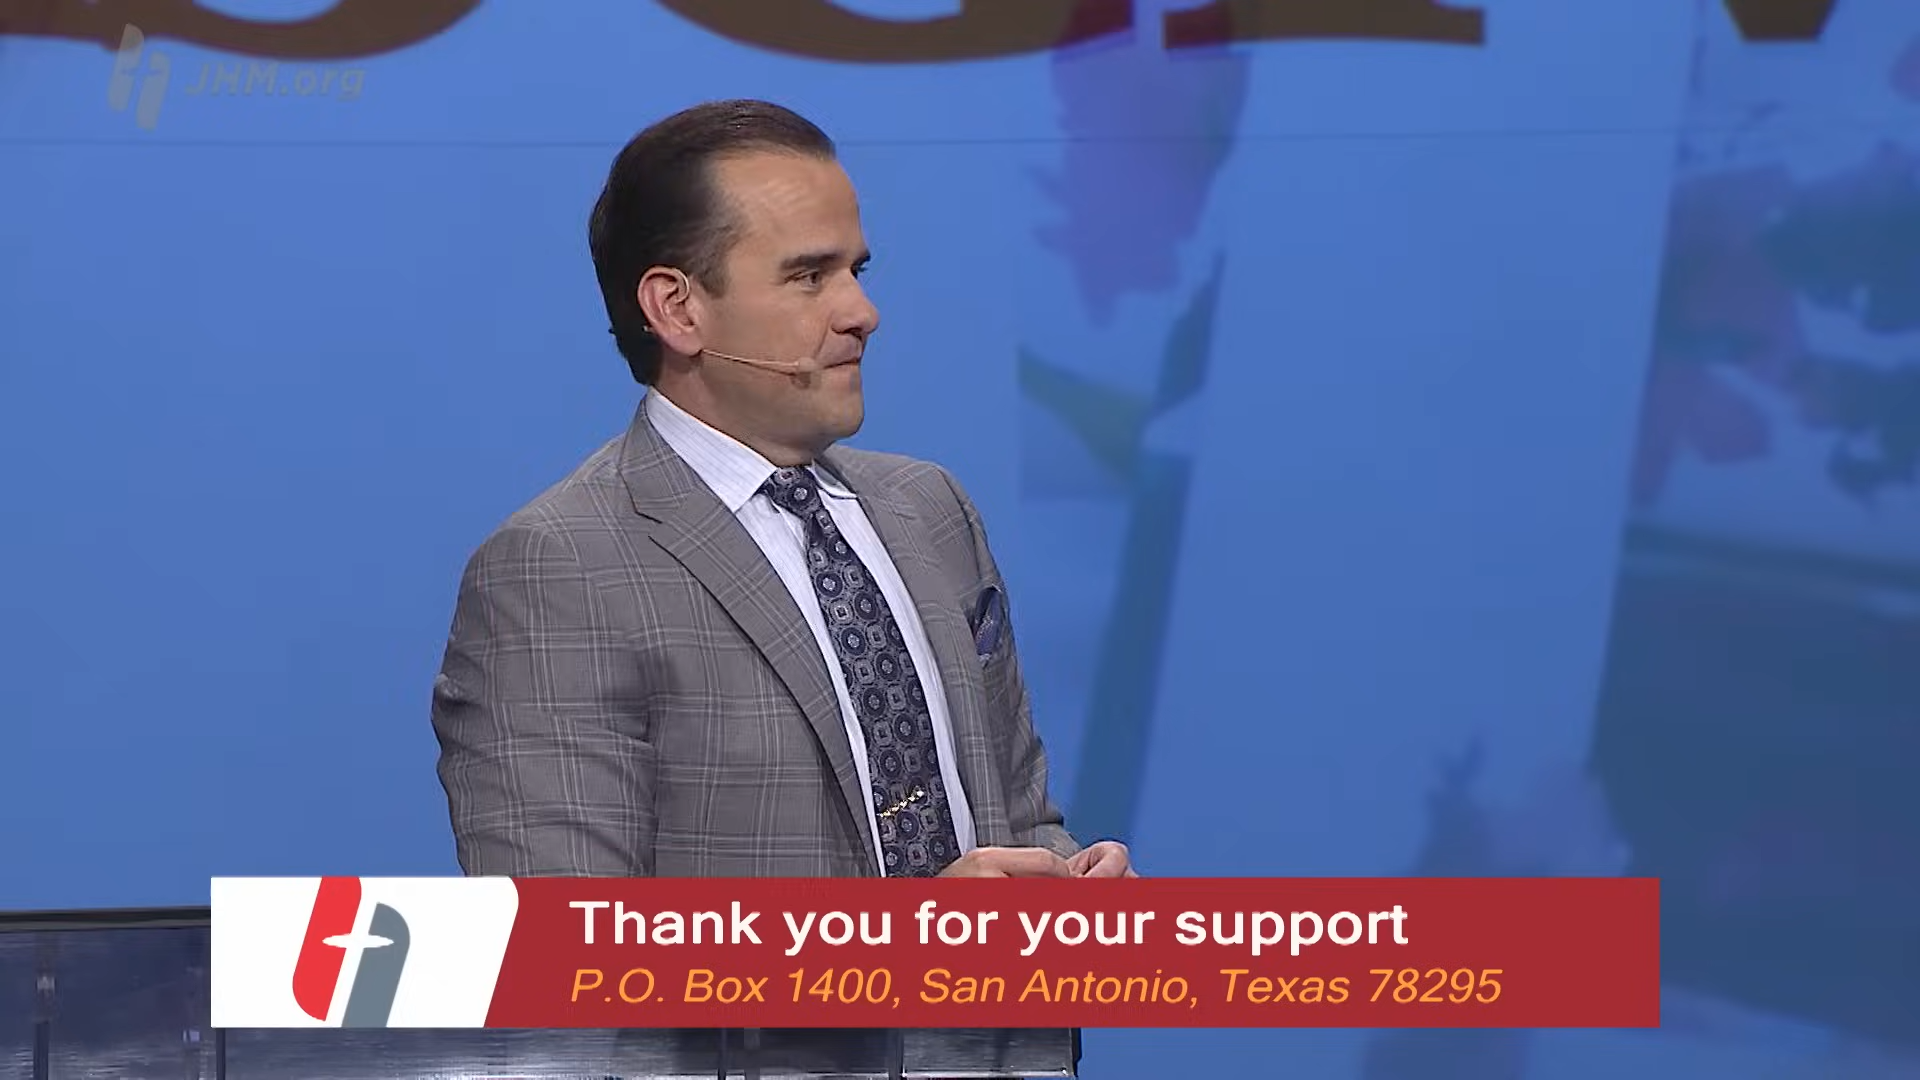 JHM.org
Thank you for your support
P.O. Box 1400, San Antonio, Texas 78295